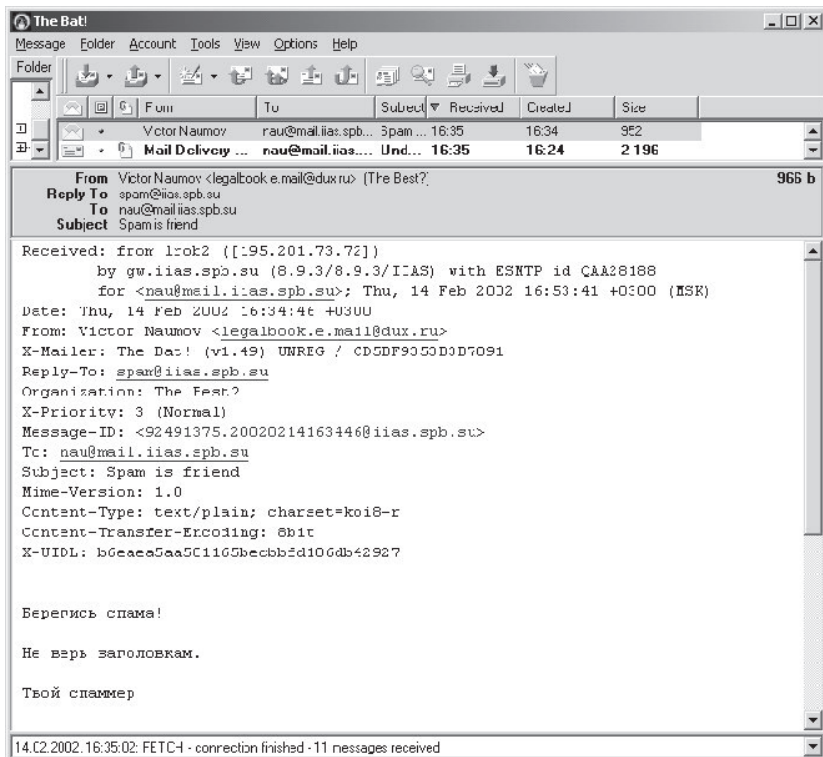 The Bat!
Message Folder Account Tools View Options Help
Folder
From To Subject Received Created Size
Victor Naumov nau@mail.iias.spb... Spam ... 16:35 16:34 952
Mail Delivery ... nau@mail.iias.... Und... 16:35 16:24 2 196
From Victor Naumov <legalbook.e.mail@dux.ru> (The Best?) 966 b
Reply To spam@iias.spb.su
To nau@mail.iias.spb.su
Subject Spam is friend
Received: from lrok2 ([195.201.73.72])
by gw.iias.spb.su (8.9.3/8.9.3/IIAS) with ESMTP id QAA28188
for <nau@mail.iias.spb.su>; Thu, 14 Feb 2002 16:53:41 +0300 (MSK)
Date: Thu, 14 Feb 2002 16:34:46 +0300
From: Victor Naumov <legalbook.e.mail@dux.ru>
X-Mailer: The Bat! (v1.49) UNREG /
Reply-To: spam@iias.spb.su
Organization: The Best?
X-Priority: 3 (Normal)
Message-ID: <92491375.20020214163446@iias.spb.su>
To: nau@mail.iias.spb.su
Subject: Spam is friend
Mime-Version: 1.0
Content-Type: text/plain; charset=koi8-r
Content-Transfer-Encoding: 8bit
X-UIDL:
Берегись спама!
Не верь заголовкам.
Твой спаммер
14.02.2002, 16:35:02: FETCH - connection finished - 11 messages received